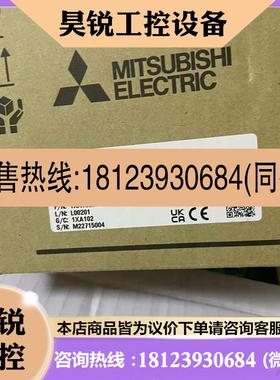 昊锐工控设备
MITSUBISHI
ELECTRIC
售热线:18123930684(同
L/N: L00201
G/C: 1XA102
S/N: M22715004
UK
CA
CE
锐
控
本店商品皆为议价下单请咨询客服
咨询热线:18123930684 (微